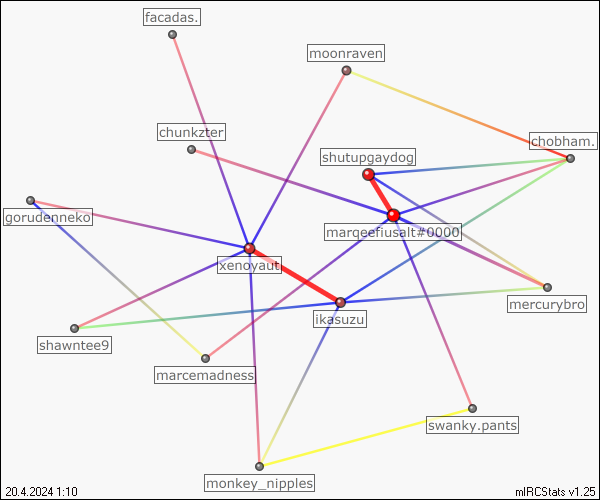 facadas.
moonraven
chunkzter
chobham.
shutupgaydog
gorudenneko
marqeefiusalt#0000
xenoyaut
mercurybro
ikasuzu
shawntee9
marcemadness
swanky.pants
monkey_nipples
20.4.2024 1:10
mIRCStats v1.25